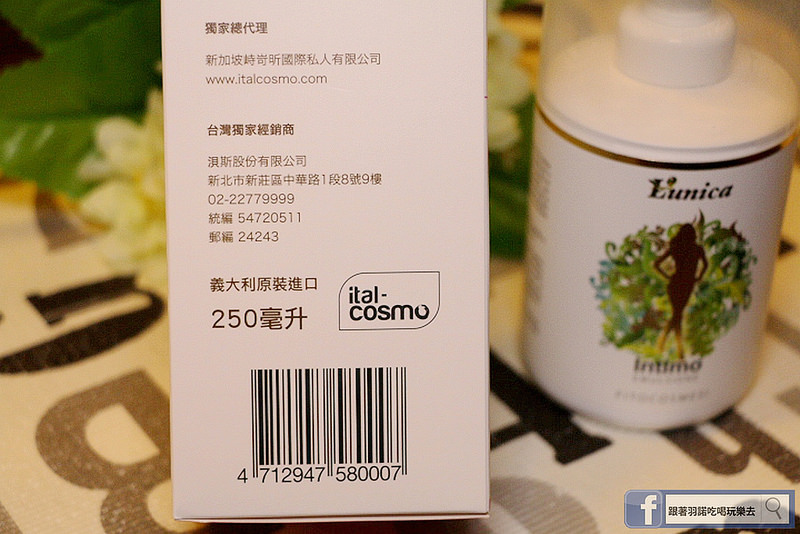 獨家總代理
新加坡峙岢昕國際私人有限公司
www.italcosmo.com
台灣獨家經銷商
淏斯股份有限公司
新北市新莊區中華路1段8號9樓
02-22779999
統編 54720511
郵編 24243
義大利原裝進口
250毫升
ital-
cosmo
4 712947 580007
Eunica
Intimo
FITOCOSMESI
f 跟著羽諾吃喝玩樂去